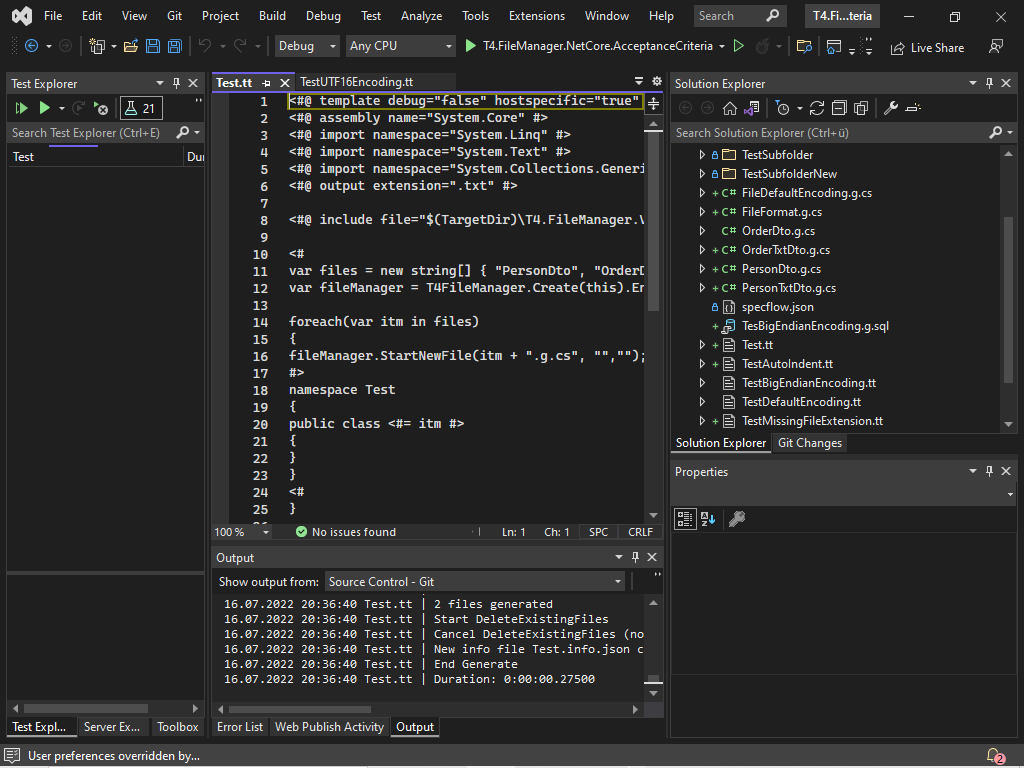 File Edit View Git Project Build Debug Test Analyze Tools Extensions Window Help Search T4.Fi...teria
Debug Any CPU T4.FileManager.NetCore.AcceptanceCriteria Live Share
Test Explorer
21
Search Test Explorer (Ctrl+E)
Test Dur
Test.tt TestUTF16Encoding.tt
1 <#@ template debug="false" hostspecific="true"
2 <#@ assembly name="System.Core" #>
3 <#@ import namespace="System.Linq" #>
4 <#@ import namespace="System.Text" #>
5 <#@ import namespace="System.Collections.Generi
6 <#@ output extension=".txt" #>
7
8 <#@ include file="$(TargetDir)\T4.FileManager.V
9
10 <#
11 var files = new string[] { "PersonDto", "OrderD
12 var fileManager = T4FileManager.Create(this).En
13
14 foreach(var itm in files)
15 {
16 fileManager.StartNewFile(itm + ".g.cs", "","");
17 #>
18 namespace Test
19 {
20 public class <#= itm #>
21 {
22 }
23 }
24 <#
25 }
100 % No issues found Ln: 1 Ch: 1 SPC CRLF
Output
Show output from: Source Control - Git
16.07.2022 20:36:40 Test.tt | 2 files generated
16.07.2022 20:36:40 Test.tt | Start DeleteExistingFiles
16.07.2022 20:36:40 Test.tt | Cancel DeleteExistingFiles (no
16.07.2022 20:36:40 Test.tt | New info file Test.info.json c
16.07.2022 20:36:40 Test.tt | End Generate
16.07.2022 20:36:40 Test.tt | Duration: 0:00:00.27500
Solution Explorer
Search Solution Explorer (Ctrl+ü)
TestSubfolder
TestSubfolderNew
+ C# FileDefaultEncoding.g.cs
+ C# FileFormat.g.cs
C# OrderDto.g.cs
+ C# OrderTxtDto.g.cs
+ C# PersonDto.g.cs
+ C# PersonTxtDto.g.cs
specflow.json
+ TesBigEndianEncoding.g.sql
+ Test.tt
+ TestAutoIndent.tt
TestBigEndianEncoding.tt
TestDefaultEncoding.tt
+ TestMissingFileExtension.tt
Solution Explorer Git Changes
Properties
Test Expl... Server Ex... Toolbox
Error List Web Publish Activity Output
User preferences overridden by...
2